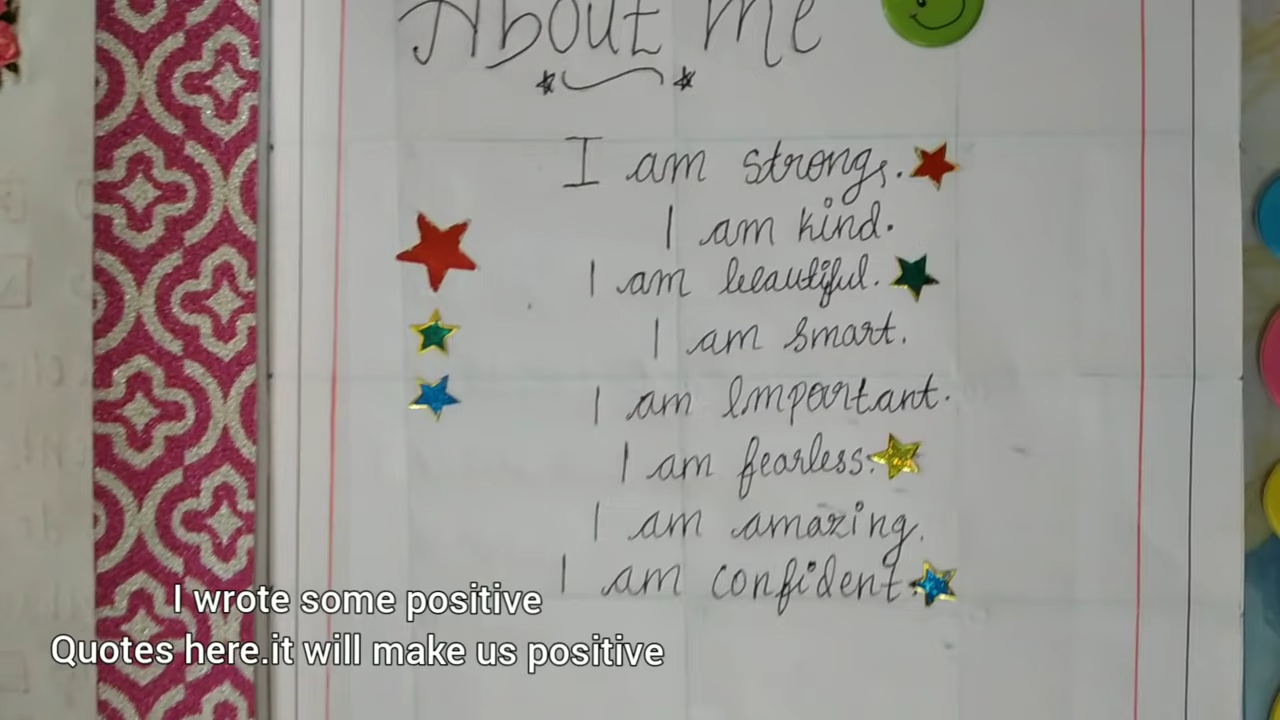 About me
I am strong.
I am kind.
I am beautiful.
I am smart.
I am Important.
I am fearless.
I am amazing.
I am confident.
I wrote some positive
Quotes here.it will make us positive